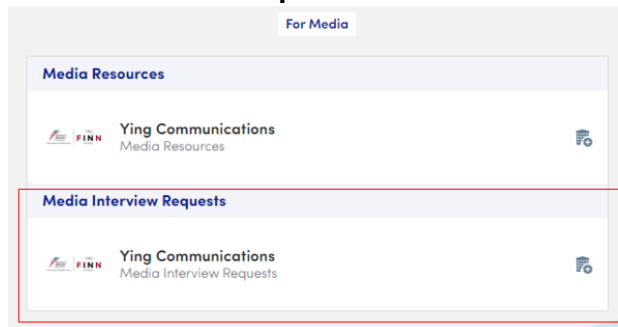 For Media
Media Resources
FINN
Ying Communications
Media Resources
Media Interview Requests
FINN
Ying Communications
Media Interview Requests